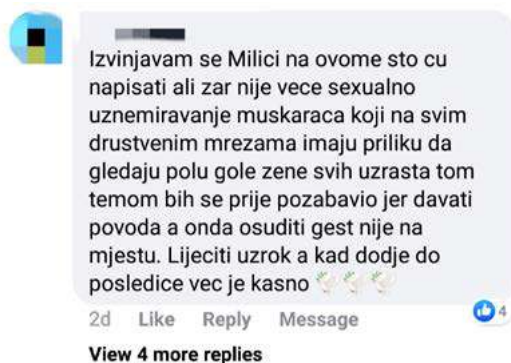 Izvinjavam se Milici na ovome sto cu
napisati ali zar nije vece sexualno
uznemiravanje muskaraca koji na svim
drustvenim mrezama imaju priliku da
gledaju polu gole zene svih uzrasta tom
temom bih se prije pozabavio jer davati
povoda a onda osuditi gest nije na
mjestu. Lijeciti uzrok a kad dodje do
posledice vec je kasno 🕊️🕊️🕊️
2d Like Reply Message 4
View 4 more replies